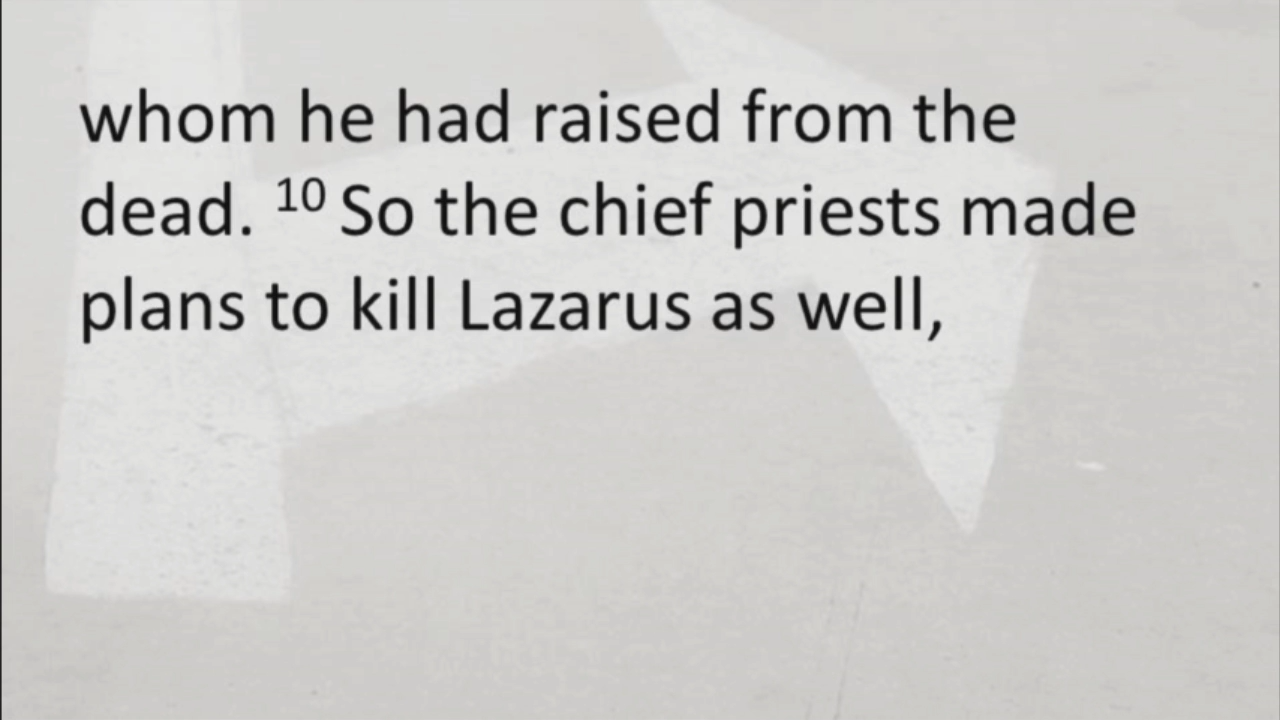 whom he had raised from the
dead. ¹⁰ So the chief priests made
plans to kill Lazarus as well,